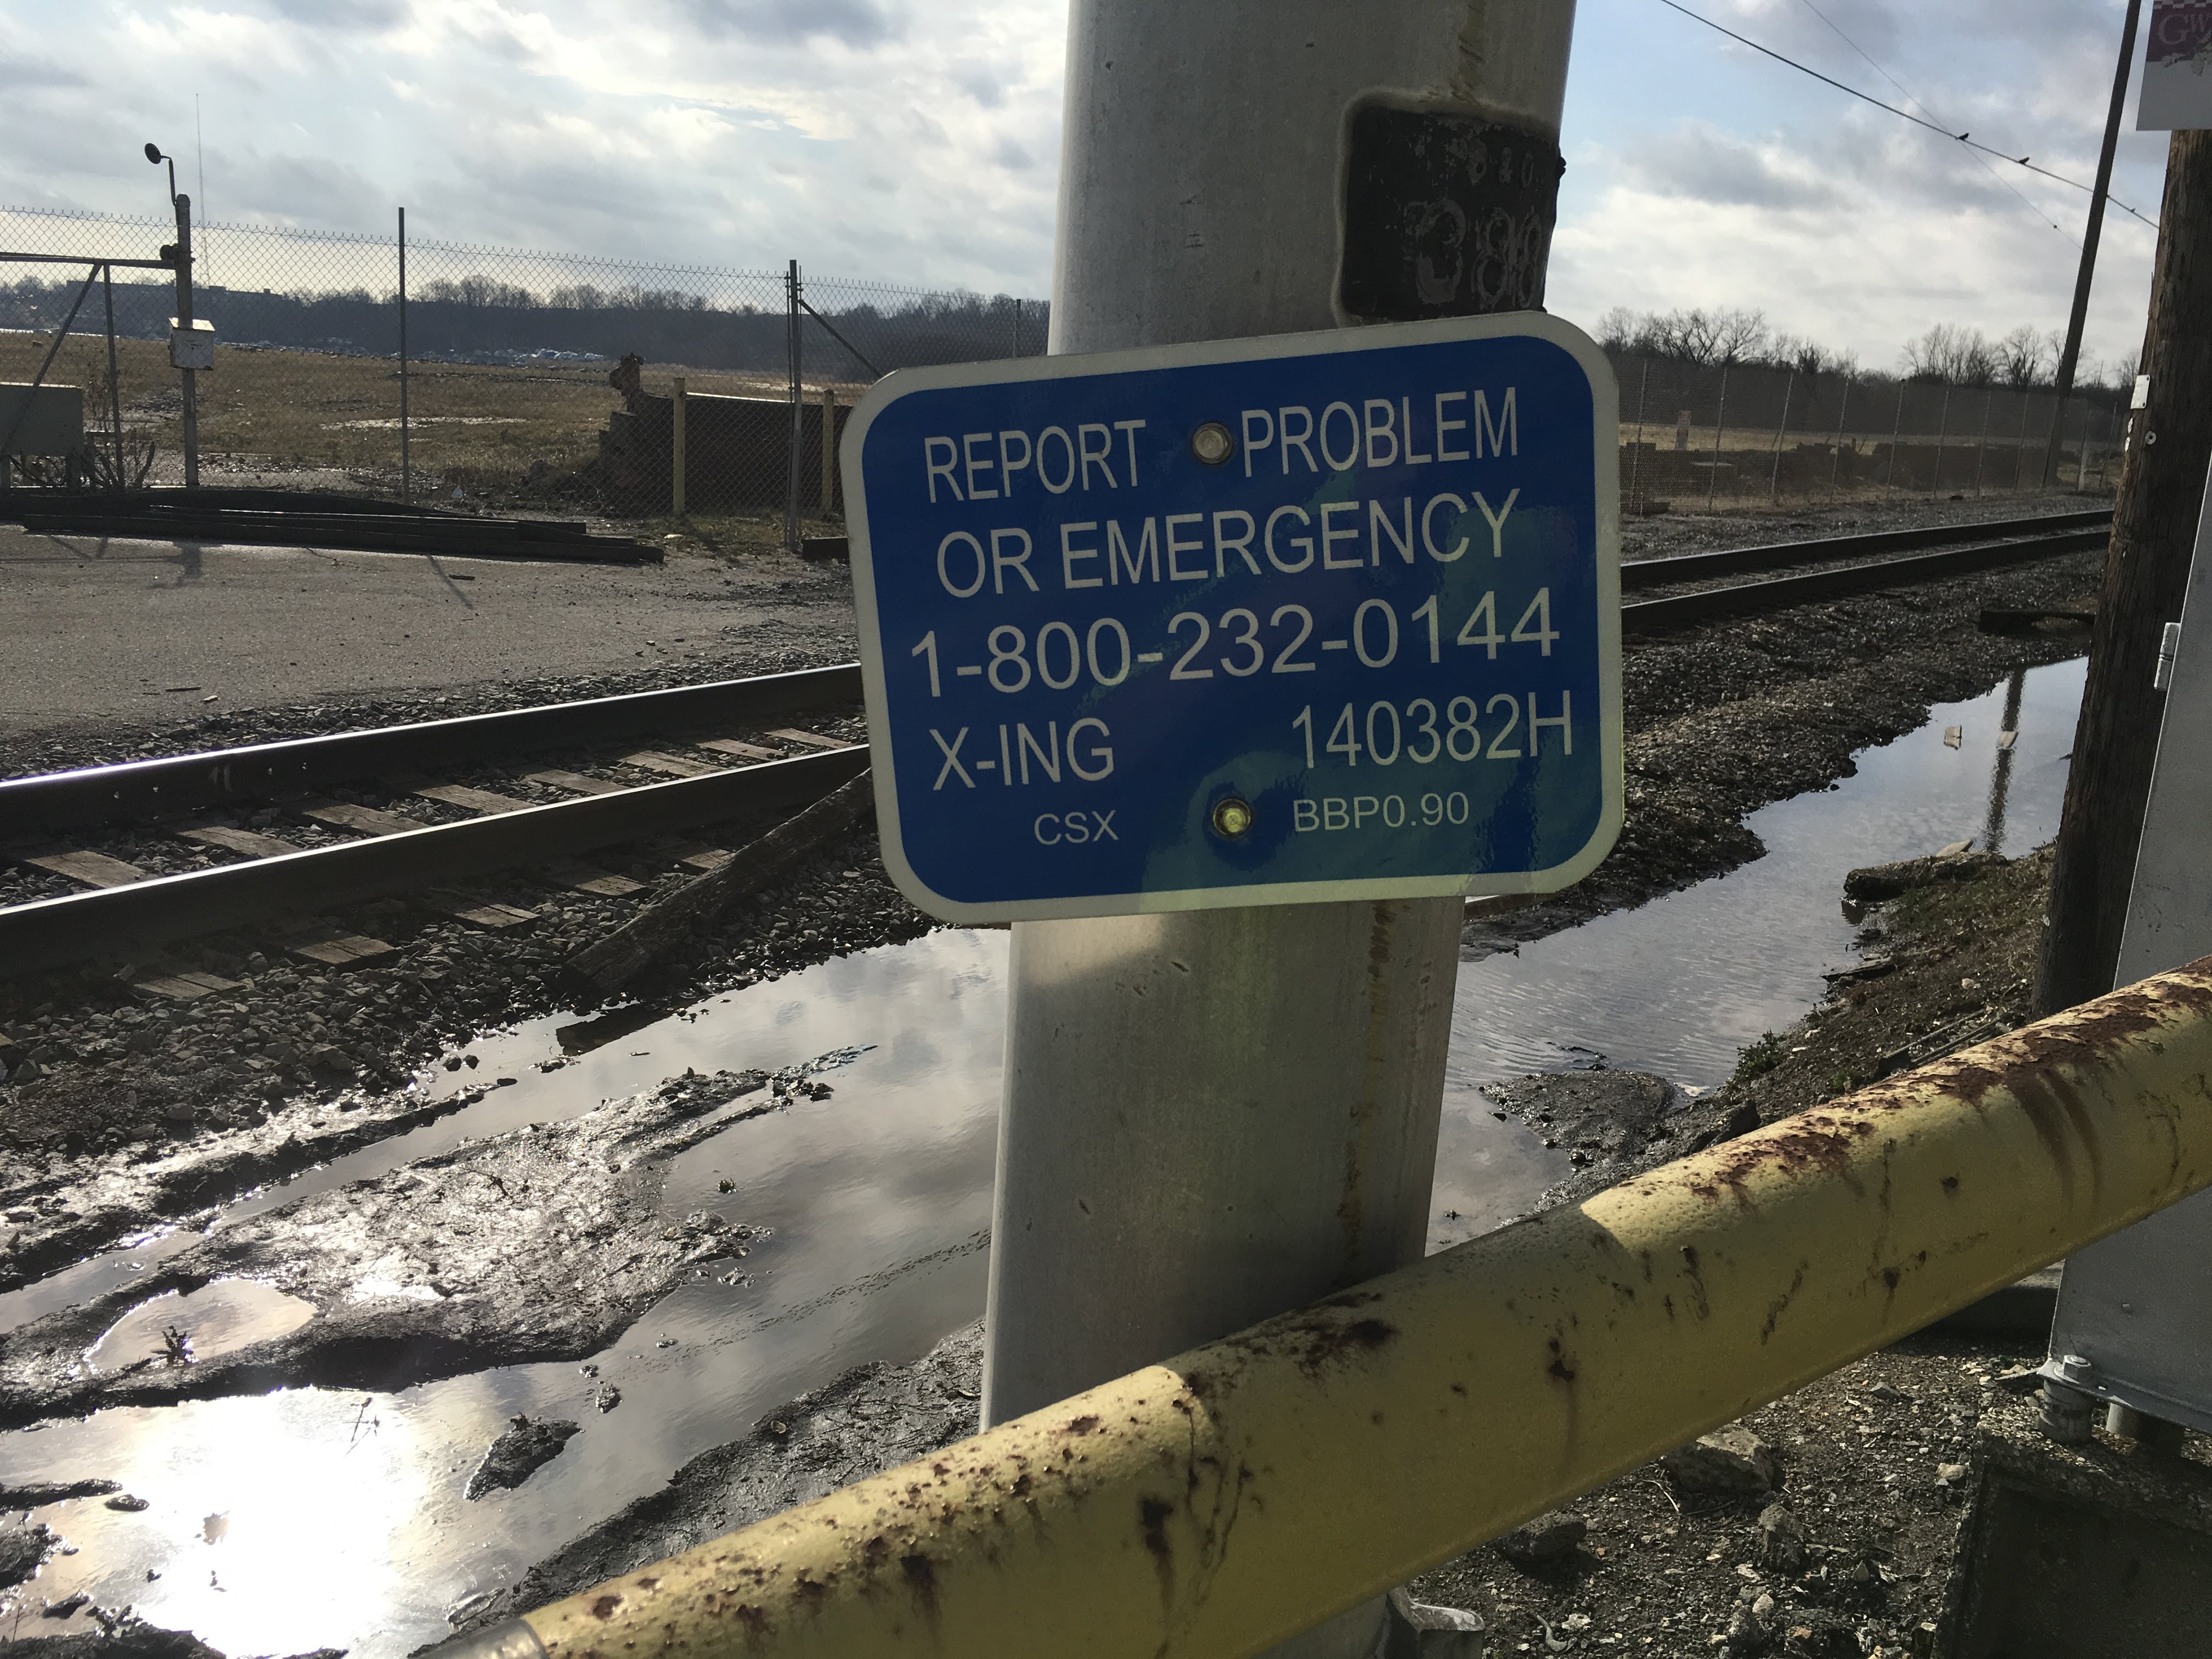 REPORT PROBLEM
OR EMERGENCY
1-800-232-0144
X-ING 140382H
CSX BBP0.90